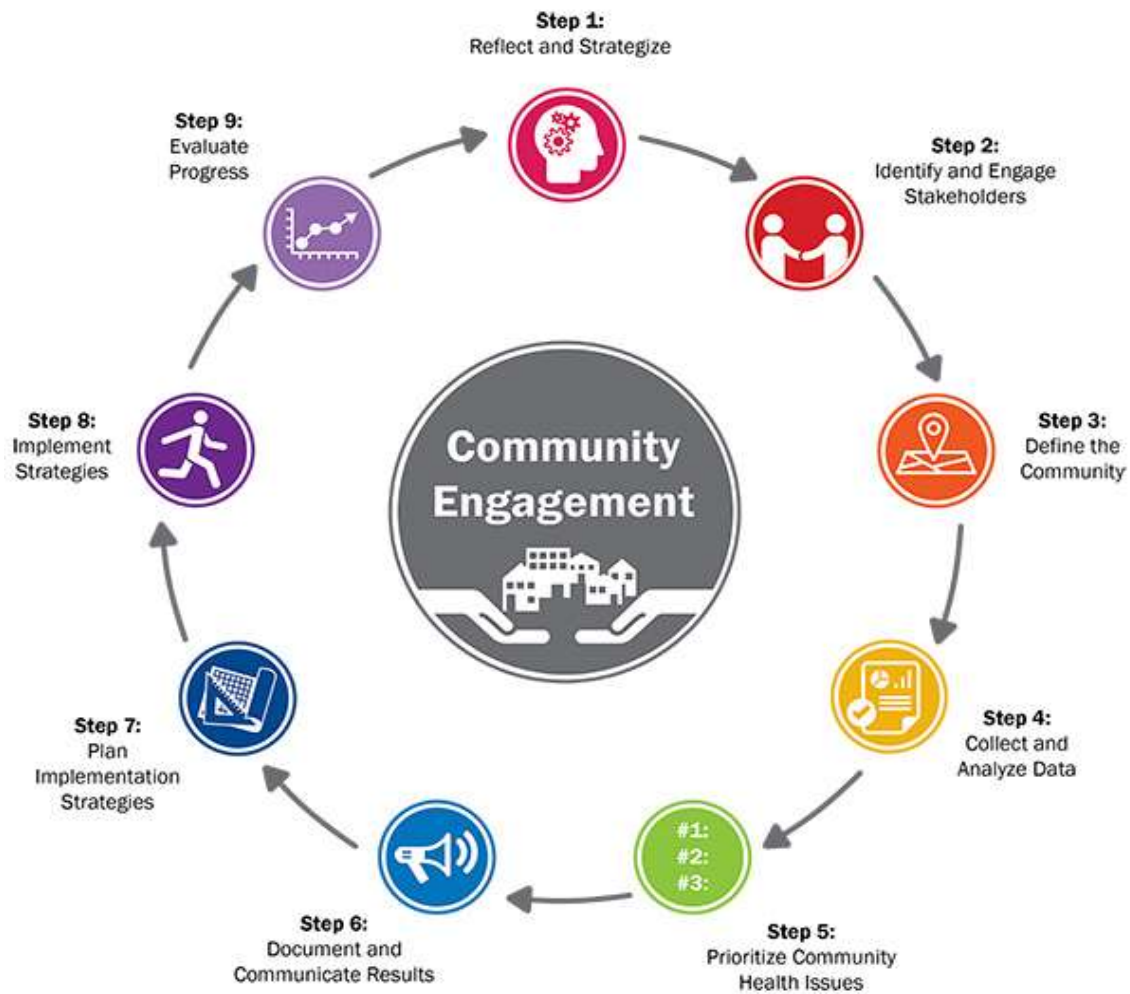 Step 1:
Reflect and Strategize
Step 2:
Identify and Engage
Stakeholders
Step 3:
Define the
Community
Step 4:
Collect and
Analyze Data
Step 5:
Prioritize Community
Health Issues
Step 6:
Document and
Communicate Results
Step 7:
Plan
Implementation
Strategies
Step 8:
Implement
Strategies
Step 9:
Evaluate
Progress
Community
Engagement
#1:
#2:
#3: